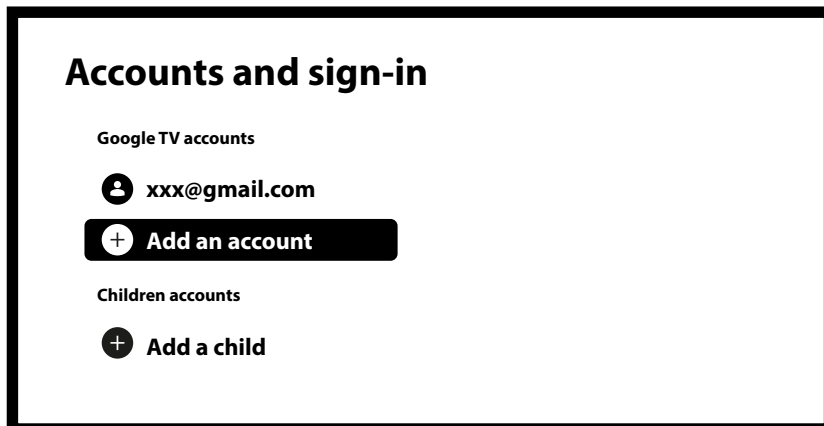 Accounts and sign-in
Google TV accounts
xxx@gmail.com
Add an account
Children accounts
Add a child